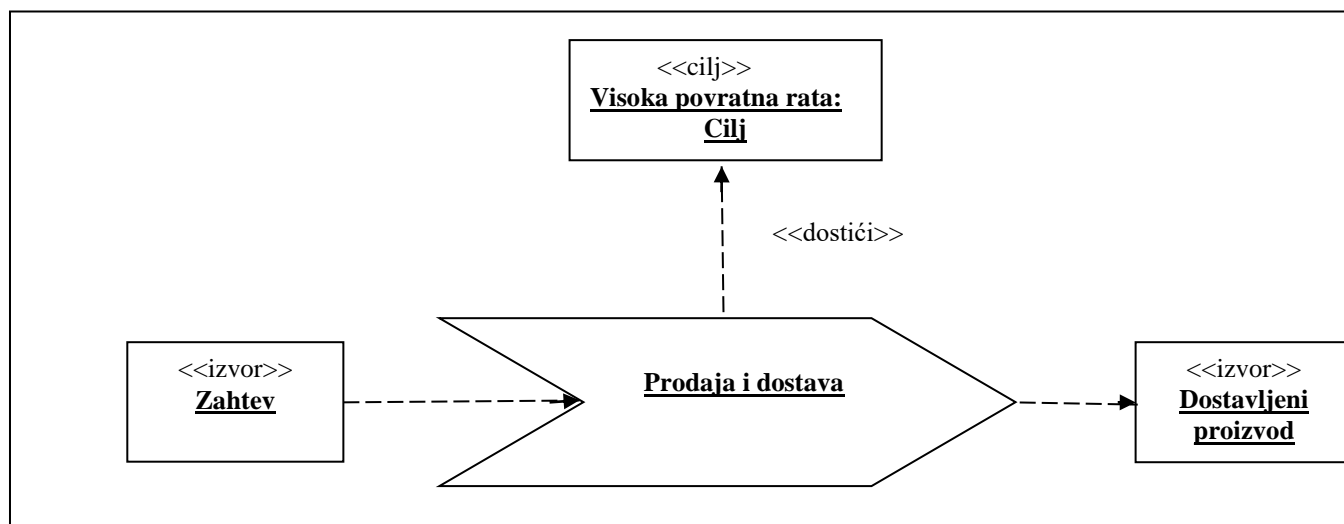 <<cilj>>
Visoka povratna rata:
Cilj
<<dostići>>
<<izvor>>
Zahtev
Prodaja i dostava
<<izvor>>
Dostavljeni
proizvod